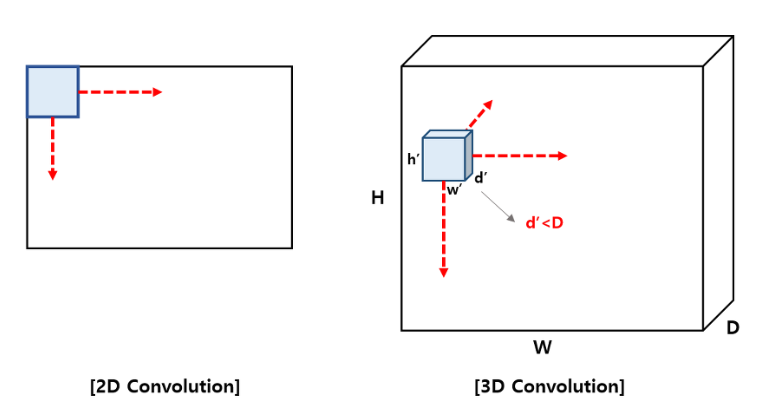 h′
d′
w′
d′<D
H
D
W
[2D Convolution]
[3D Convolution]